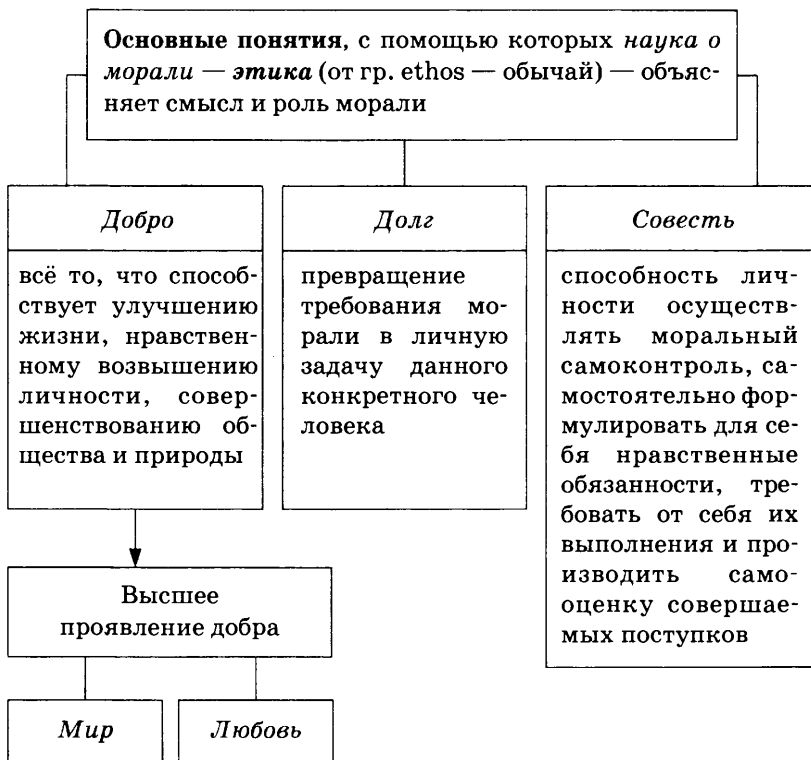 Основные понятия, с помощью которых наука о
морали — этика (от гр. ethos — обычай) — объяс-
няет смысл и роль морали
Добро
всё то, что способ-
ствует улучшению
жизни, нравствен-
ному возвышению
личности, совер-
шенствованию об-
щества и природы
Долг
превращение
требования мо-
рали в личную
задачу данного
конкретного че-
ловека
Совесть
способность лич-
ности осуществ-
лять моральный
самоконтроль, са-
мостоятельно фор-
мулировать для се-
бя нравственные
обязанности, тре-
бовать от себя их
выполнения и про-
изводить само-
оценку совершае-
мых поступков
Высшее
проявление добра
Мир
Любовь